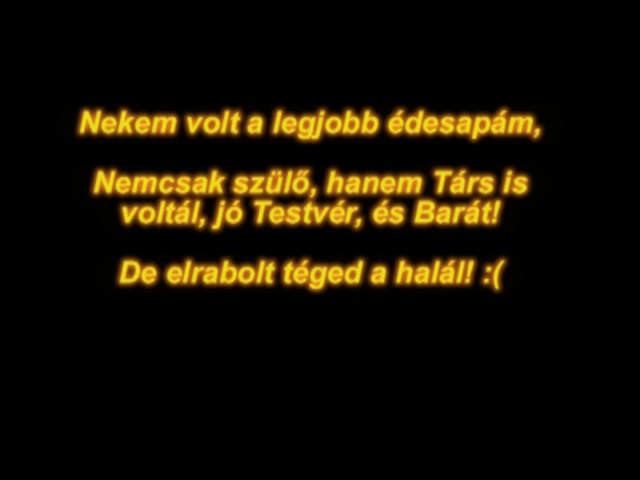 Nekem volt a legjobb édesapám,
Nemcsak szülő, hanem Társ is
voltál, jó Testvér, és Barát!
De elrabolt téged a halál! :(